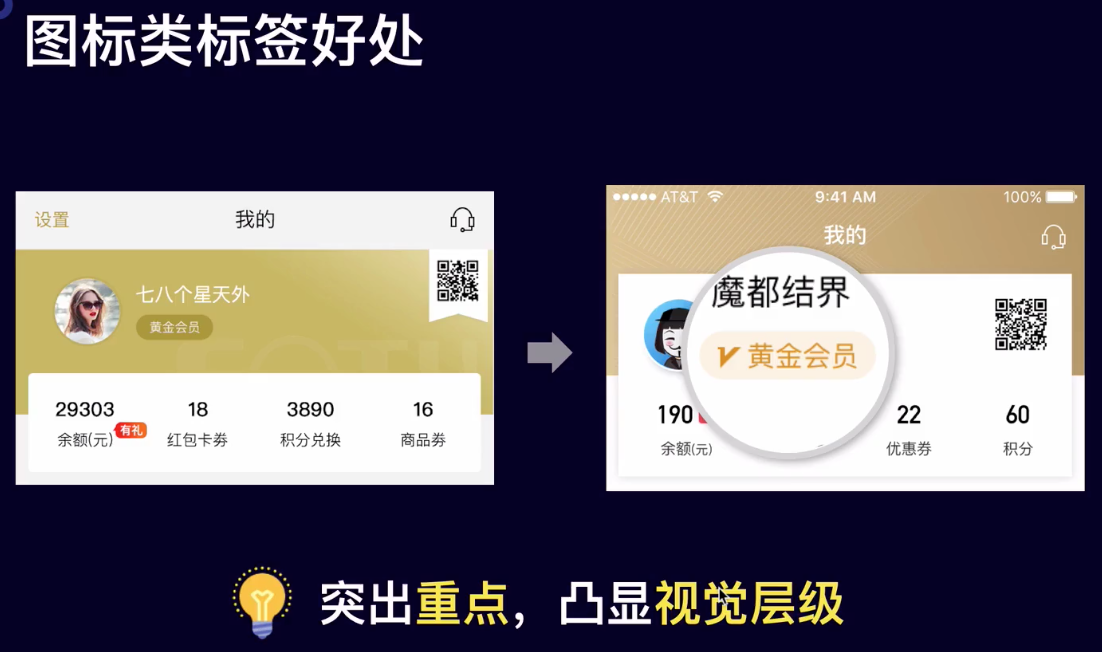 图标类标签好处
设置
我的
七八个星天外
黄金会员
29303
18
3890
16
余额(元)
有礼
红包卡券
积分兑换
商品券
AT&T
9:41 AM
100%
我的
魔都结界
V 黄金会员
190
22
60
余额(元)
优惠券
积分
突出重点，凸显视觉层级